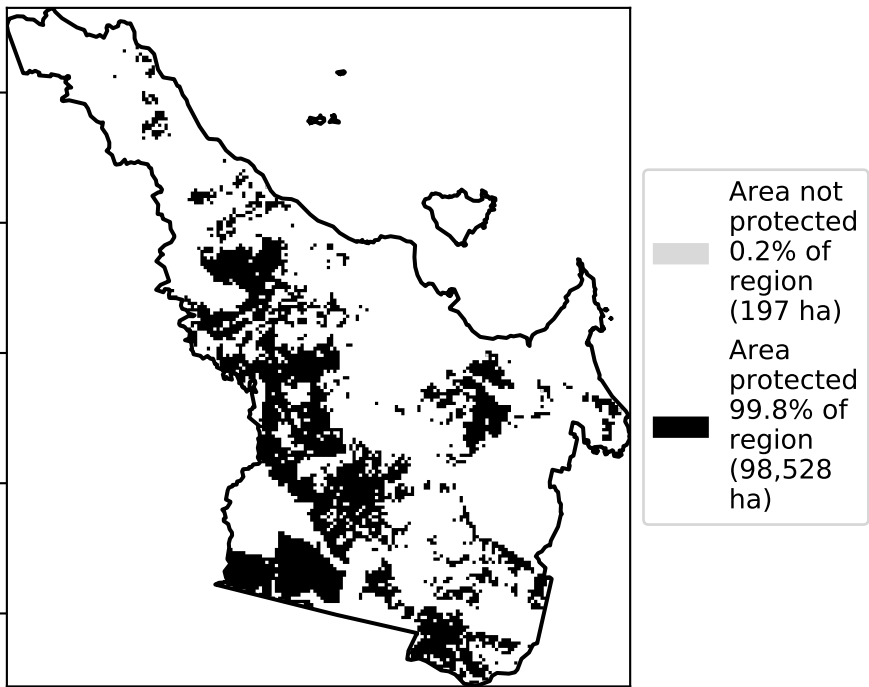 Area not
protected
0.2% of
region
(197 ha)
Area
protected
99.8% of
region
(98,528
ha)